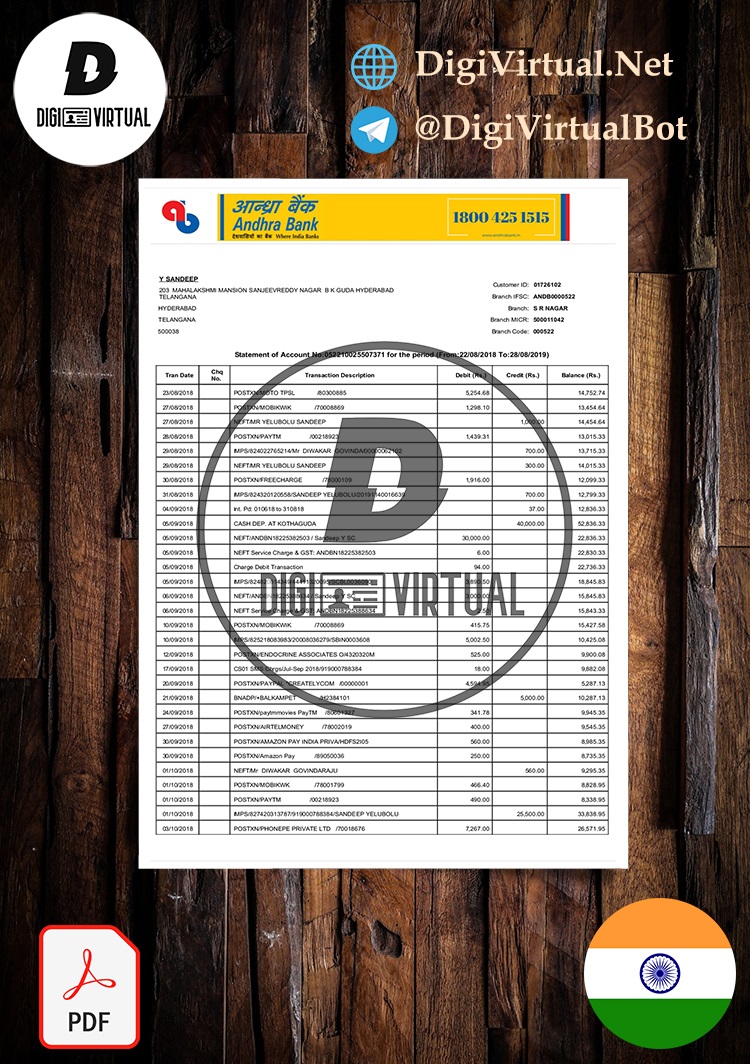 DigiVirtual.Net
@DigiVirtualBot
D
DIGI VIRTUAL
आन्ध्रा बैंक
Andhra Bank
देशवासियों का बैंक Where India Banks
1800 425 1515
www.andhrabank.in
Y SANDEEP
203 MAHALAKSHMI MANSION SANJEEVREDDY NAGAR B K GUDA HYDERABAD
TELANGANA
HYDERABAD
TELANGANA
500038
Customer ID: 01726102
Branch IFSC: ANDB0000522
Branch: S R NAGAR
Branch MICR: 500011042
Branch Code: 000522
Statement of Account No.052210025507371 for the period (From:22/08/2018 To:28/08/2019)
Tran Date Chq No. Transaction Description Debit (Rs.) Credit (Rs.) Balance (Rs.)
23/08/2018 POSTXN/MOTO TPSL /80300885 5,254.68 14,752.74
27/08/2018 POSTXN/MOBIKWIK /70008869 1,298.10 13,454.64
27/08/2018 NEFT/MR YELUBOLU SANDEEP 1,000.00 14,454.64
28/08/2018 POSTXN/PAYTM /00218923 1,439.31 13,015.33
29/08/2018 IMPS/824022765214/Mr DIWAKAR GOVINDA/00000062102 700.00 13,715.33
29/08/2018 NEFT/MR YELUBOLU SANDEEP 300.00 14,015.33
30/08/2018 POSTXN/FREECHARGE /78000109 1,916.00 12,099.33
31/08/2018 IMPS/824320120558/SANDEEP YELUBOLU/20191140016639 700.00 12,799.33
04/09/2018 Int. Pd: 010618 to 310818 37.00 12,836.33
05/09/2018 CASH DEP. AT KOTHAGUDA 40,000.00 52,836.33
05/09/2018 NEFT/ANDBN18225382503 / Sandeep Y SC 30,000.00 22,836.33
05/09/2018 NEFT Service Charge & GST: ANDBN18225382503 6.00 22,830.33
05/09/2018 Charge Debit Transaction 94.00 22,736.33
05/09/2018 3,890.50 18,845.83
06/09/2018 NEFT/ANDBN18225388634 / Sandeep Y SC 3,000.00 15,845.83
06/09/2018 NEFT Service Charge & GST: ANDBN18225388634 2.50 15,843.33
10/09/2018 POSTXN/MOBIKWIK /70008869 415.75 15,427.58
10/09/2018 IMPS/825218083983/20008036279/SBIN0003608 5,002.50 10,425.08
12/09/2018 POSTXN/ENDOCRINE ASSOCIATES O/4320320M 525.00 9,900.08
17/09/2018 CS01 SMS Chrgs/Jul-Sep 2018/919000788384 18.00 9,882.08
20/09/2018 POSTXN/PAYPAL *CREATELYCOM /00000001 4,594.95 5,287.13
21/09/2018 BNADP/+BALKAMPET /H2384101 5,000.00 10,287.13
24/09/2018 POSTXN/paytmmovies PayTM /80001327 341.78 9,945.35
27/09/2018 POSTXN/AIRTELMONEY /78002019 400.00 9,545.35
30/09/2018 POSTXN/AMAZON PAY INDIA PRIVA/HDFS2I05 560.00 8,985.35
30/09/2018 POSTXN/Amazon Pay /89050036 250.00 8,735.35
01/10/2018 NEFT/Mr DIWAKAR GOVINDARAJU 560.00 9,295.35
01/10/2018 POSTXN/MOBIKWIK /78001799 466.40 8,828.95
01/10/2018 POSTXN/PAYTM /00218923 490.00 8,338.95
01/10/2018 IMPS/827420313787/919000788384/SANDEEP YELUBOLU 25,500.00 33,838.95
03/10/2018 POSTXN/PHONEPE PRIVATE LTD /70018676 7,267.00 26,571.95
D
DIGI VIRTUAL
PDF